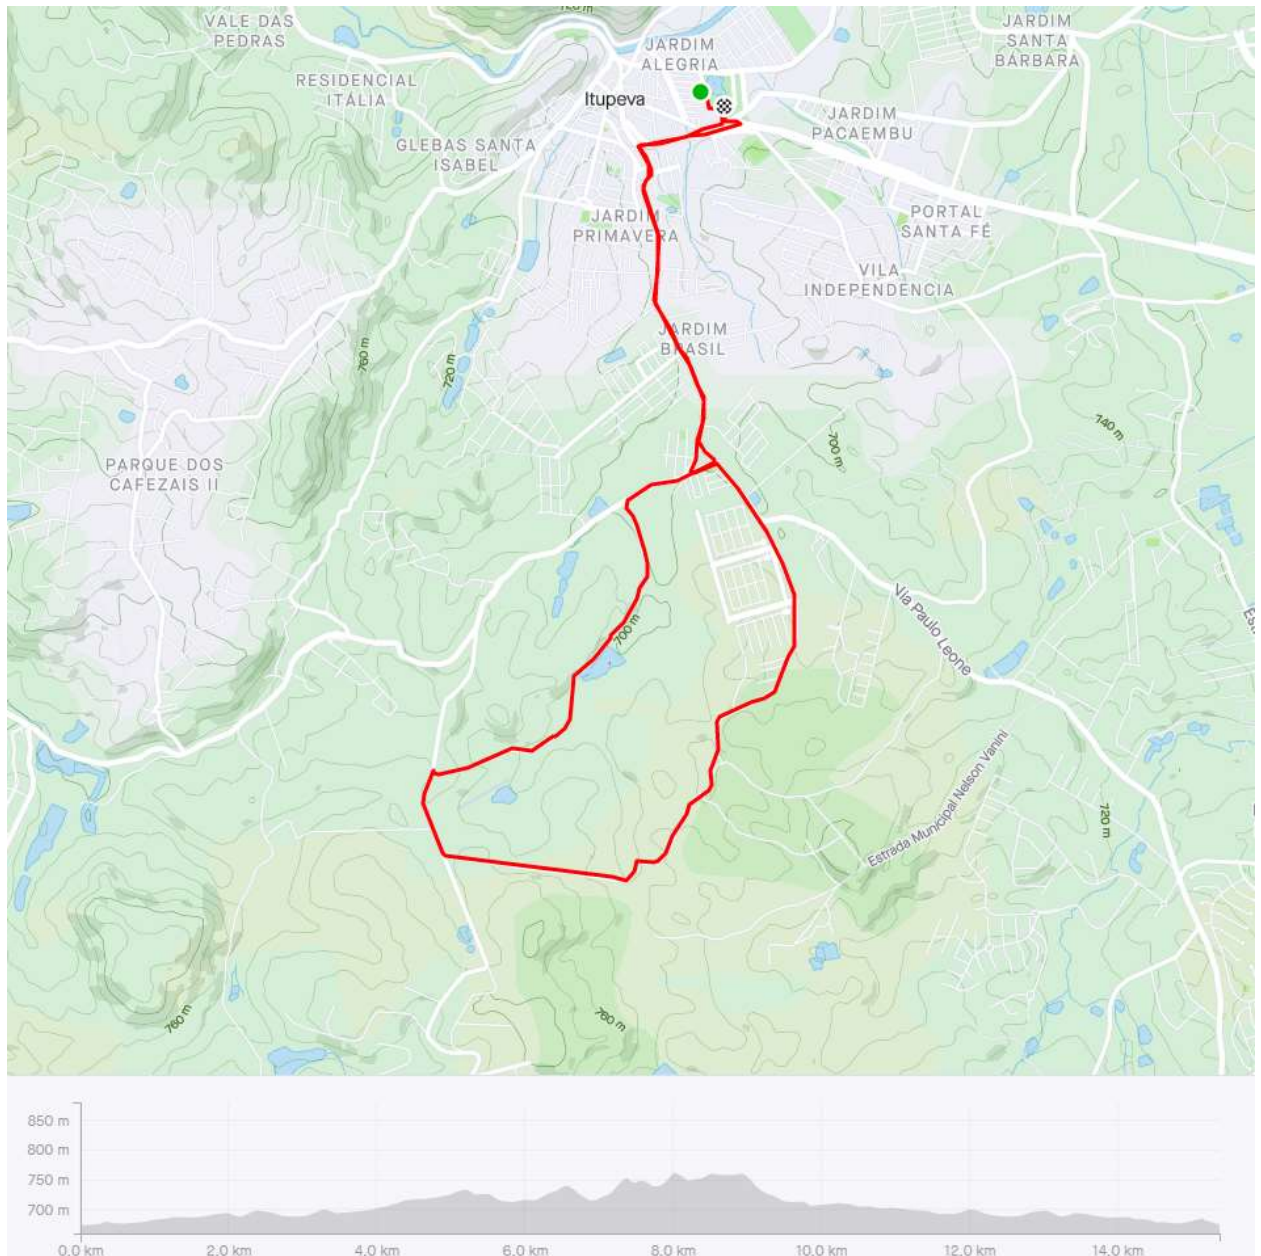 720 m
VALE DAS
PEDRAS
JARDIM
ALEGRIA
JARDIM
SANTA
BÁRBARA
RESIDENCIAL
ITÁLIA
Itupeva
JARDIM
PACAEMBU
GLEBAS SANTA
ISABEL
JARDIM
PRIMAVERA
PORTAL
SANTA FÉ
VILA
INDEPENDENCIA
JARDIM
BRASIL
760 m
720 m
740 m
700 m
PARQUE DOS
CAFEZAIS II
Via Paulo Leone
700 m
Estrada Municipal Nelson Vanini
720 m
760 m
760 m
850 m
800 m
750 m
700 m
0.0 km
2.0 km
4.0 km
6.0 km
8.0 km
10.0 km
12.0 km
14.0 km